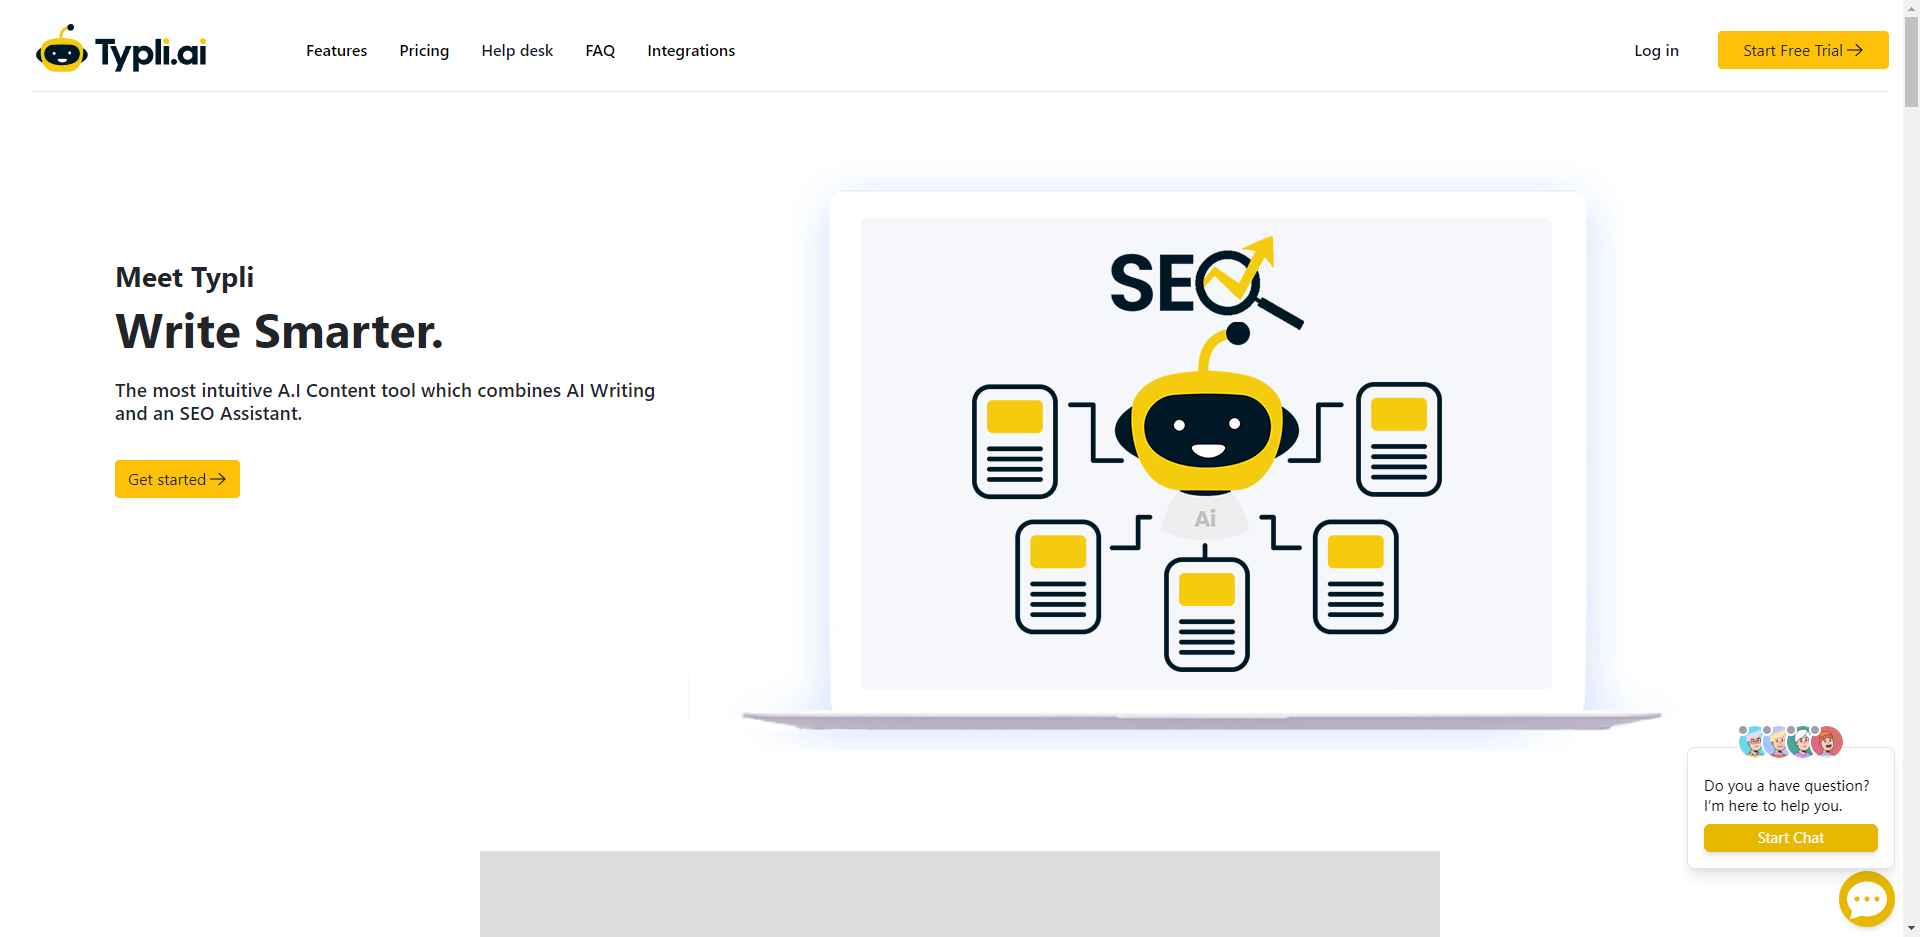 Typli.ai
Features
Pricing
Help desk
FAQ
Integrations
Log in
Start Free Trial
Meet Typli
Write Smarter.
The most intuitive A.I Content tool which combines AI Writing
and an SEO Assistant.
Get started
SEO
Ai
Do you a have question?
I'm here to help you.
Start Chat